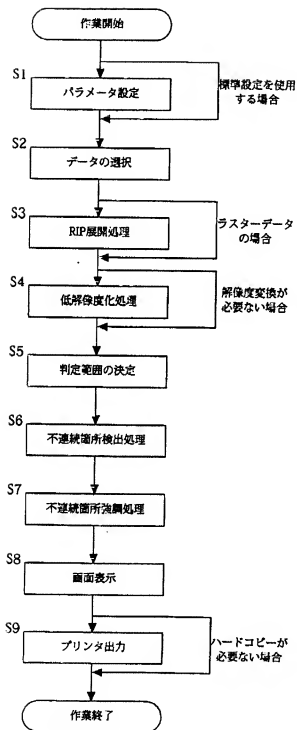 作業開始
S1
パラメータ設定
標準設定を使用
する場合
S2
データの選択
S3
RIP展開処理
ラスターデータ
の場合
S4
低解像度化処理
解像度変換が
必要ない場合
S5
判定範囲の決定
S6
不連続箇所検出処理
S7
不連続箇所強調処理
S8
画面表示
S9
プリンタ出力
ハードコピーが
必要ない場合
作業終了